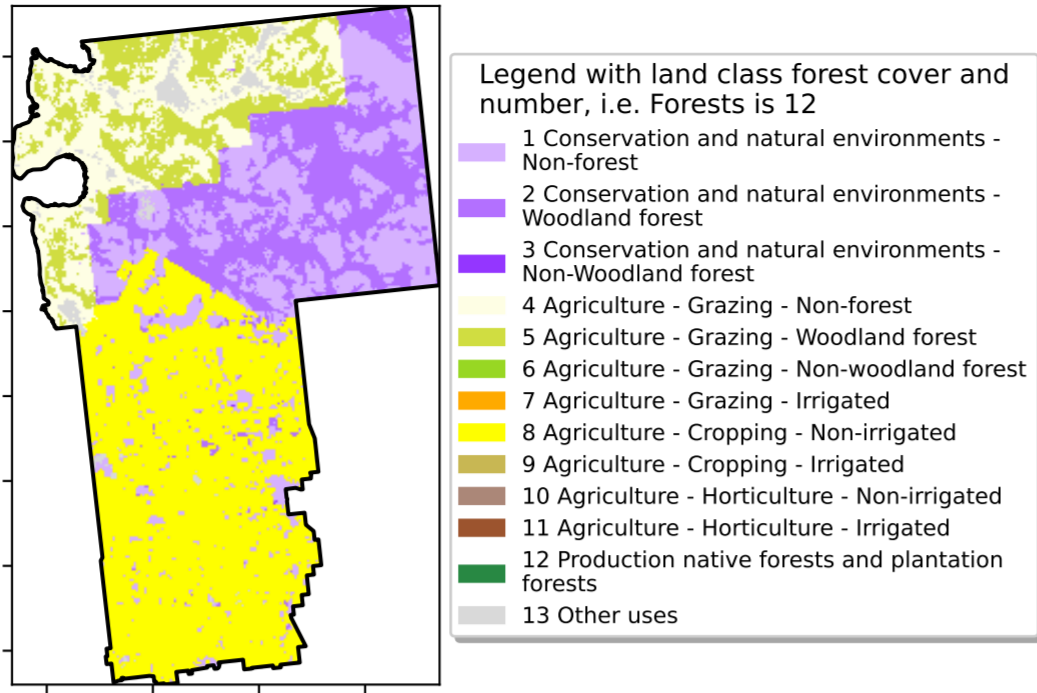 Legend with land class forest cover and
number, i.e. Forests is 12
1 Conservation and natural environments -
Non-forest
2 Conservation and natural environments -
Woodland forest
3 Conservation and natural environments -
Non-Woodland forest
4 Agriculture - Grazing - Non-forest
5 Agriculture - Grazing - Woodland forest
6 Agriculture - Grazing - Non-woodland forest
7 Agriculture - Grazing - Irrigated
8 Agriculture - Cropping - Non-irrigated
9 Agriculture - Cropping - Irrigated
10 Agriculture - Horticulture - Non-irrigated
11 Agriculture - Horticulture - Irrigated
12 Production native forests and plantation
forests
13 Other uses